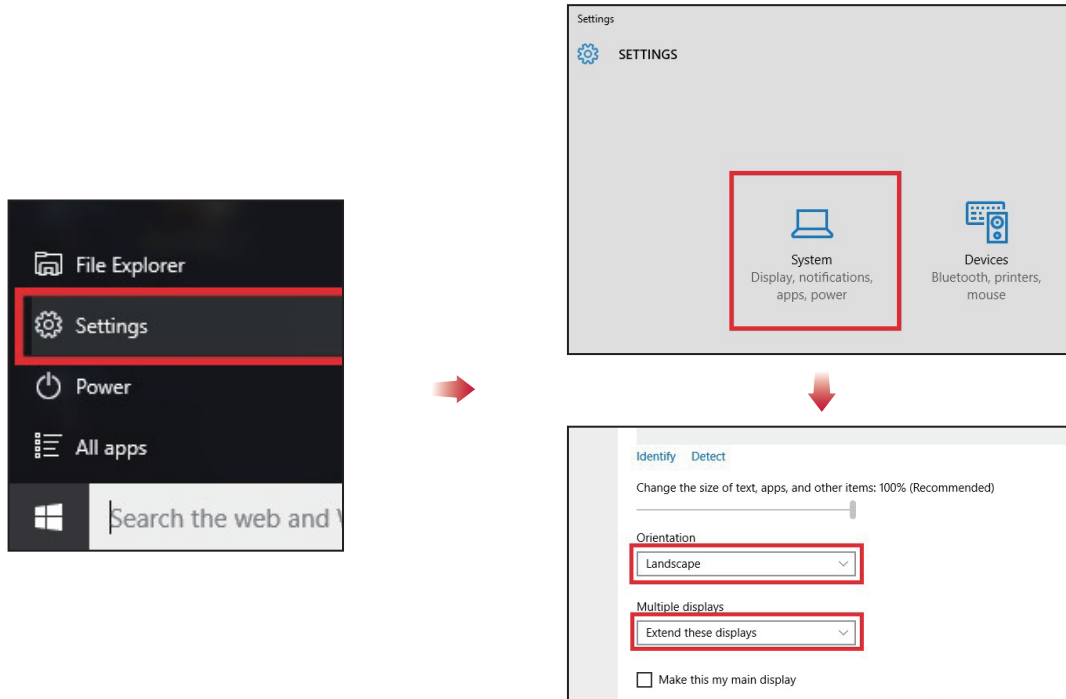 File Explorer
Settings
Power
All apps
Search the web and
Settings
SETTINGS
System
Display, notifications,
apps, power
Devices
Bluetooth, printers,
mouse
Identify Detect
Change the size of text, apps, and other items: 100% (Recommended)
Orientation
Landscape
Multiple displays
Extend these displays
Make this my main display